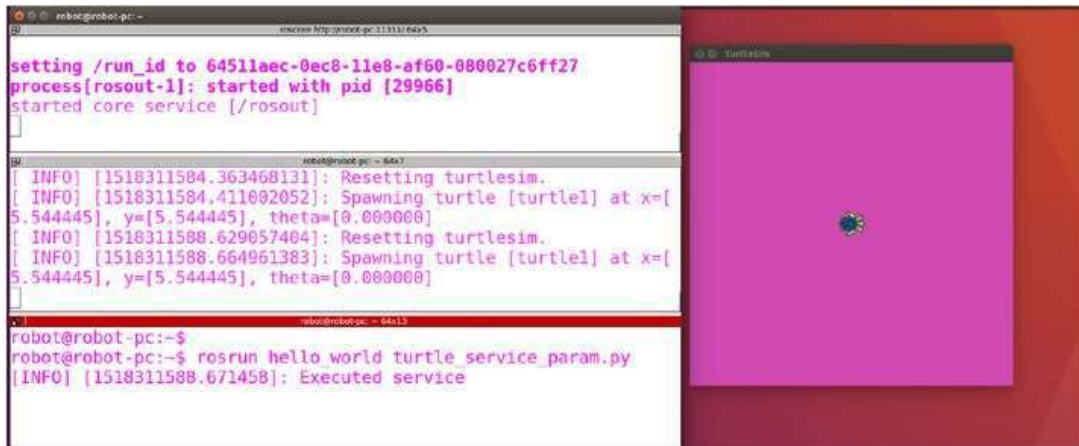 robot@robot-pc: ~
roscore http://robot-pc:11311/ 64x5
setting /run_id to 64511aec-0ec8-11e8-af60-080027c6ff27
process[rosout-1]: started with pid [29966]
started core service [/rosout]
robot@robot-pc: ~ 64x7
[ INFO] [1518311584.363468131]: Resetting turtlesim.
[ INFO] [1518311584.411002052]: Spawning turtle [turtle1] at x=[
5.544445], y=[5.544445], theta=[0.000000]
[ INFO] [1518311588.629057404]: Resetting turtlesim.
[ INFO] [1518311588.664961383]: Spawning turtle [turtle1] at x=[
5.544445], y=[5.544445], theta=[0.000000]
robot@robot-pc: ~ 64x13
robot@robot-pc:~$
robot@robot-pc:~$ rosrun hello_world turtle_service_param.py
[INFO] [1518311588.671458]: Executed service
TurtleSim